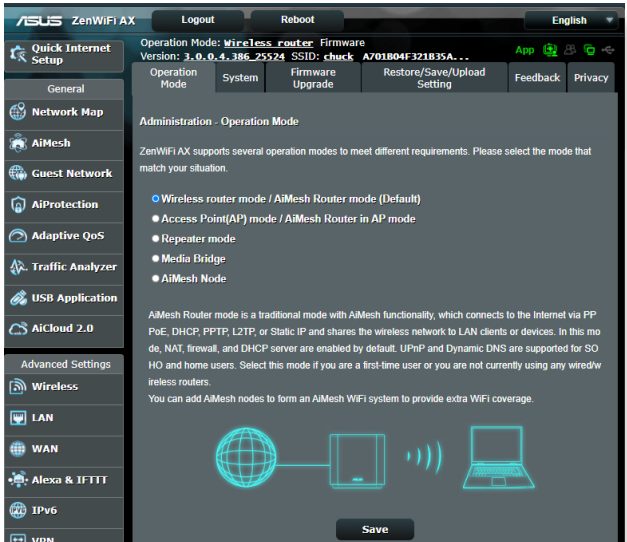 ASUS ZenWiFi AX Logout Reboot English
Quick Internet
Setup
General
Network Map
AiMesh
Guest Network
AiProtection
Adaptive QoS
Traffic Analyzer
USB Application
AiCloud 2.0
Advanced Settings
Wireless
LAN
WAN
Alexa & IFTTT
IPv6
VPN
Operation Mode: Wireless router Firmware
Version: 3.0.0.4.386_25524 SSID: chuck A701B04F321B35A...
App
Operation
Mode
System
Firmware
Upgrade
Restore/Save/Upload
Setting
Feedback
Privacy
Administration - Operation Mode
ZenWiFi AX supports several operation modes to meet different requirements. Please select the mode that
match your situation.
Wireless router mode / AiMesh Router mode (Default)
Access Point(AP) mode / AiMesh Router in AP mode
Repeater mode
Media Bridge
AiMesh Node
AiMesh Router mode is a traditional mode with AiMesh functionality, which connects to the Internet via PP
PoE, DHCP, PPTP, L2TP, or Static IP and shares the wireless network to LAN clients or devices. In this mo
de, NAT, firewall, and DHCP server are enabled by default. UPnP and Dynamic DNS are supported for SO
HO and home users. Select this mode if you are a first-time user or you are not currently using any wired/w
ireless routers.
You can add AiMesh nodes to form an AiMesh WiFi system to provide extra WiFi coverage.
Save